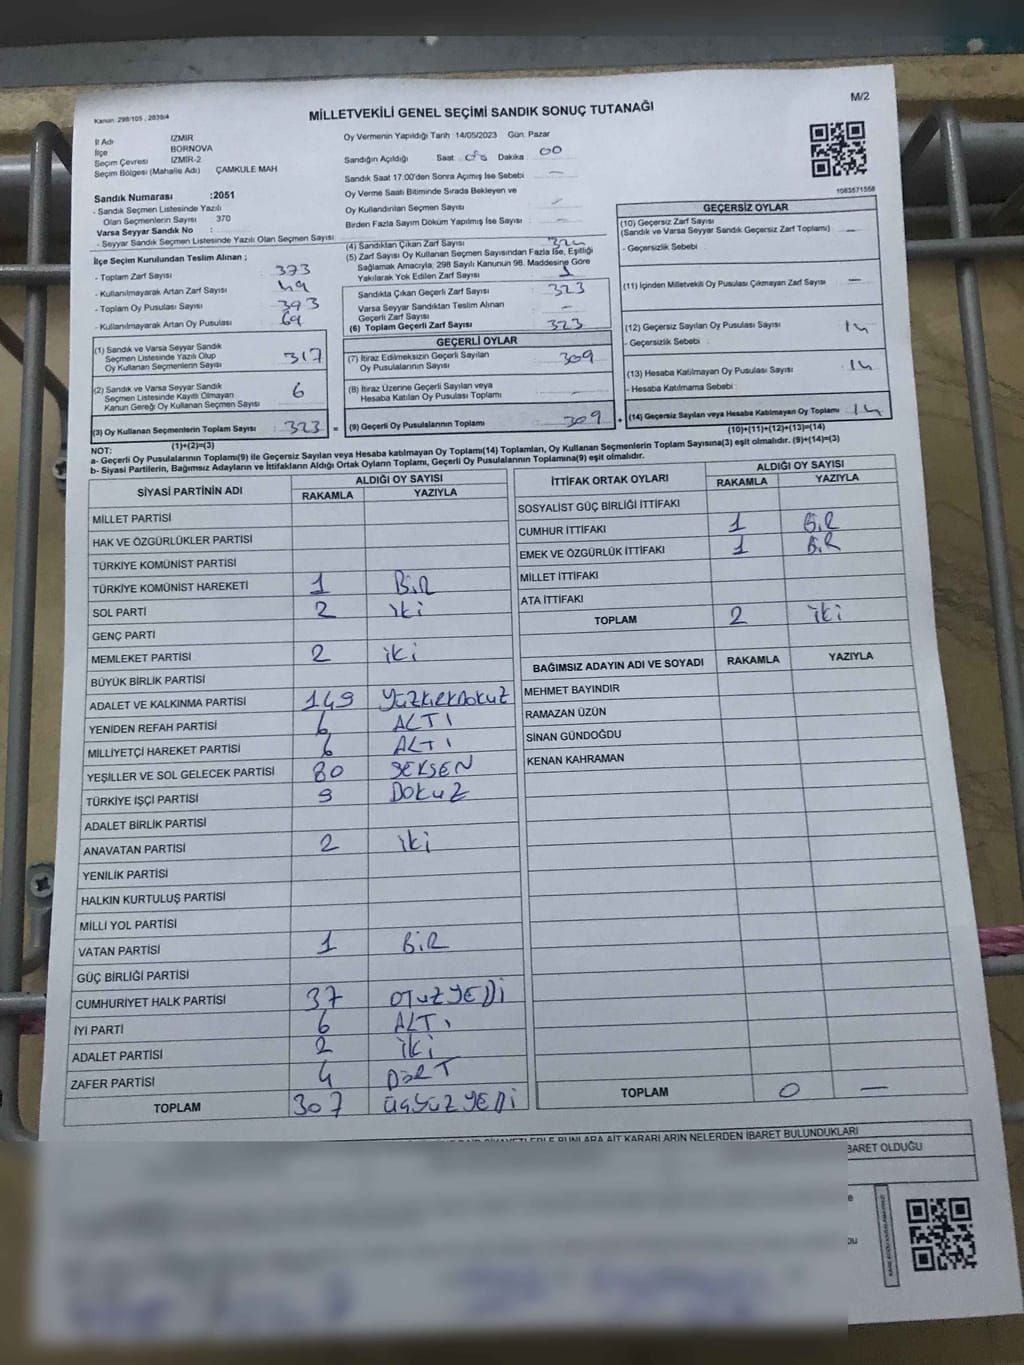 Kanun: 298/105 , 2839/4
MİLLETVEKİLİ GENEL SEÇİMİ SANDIK SONUÇ TUTANAĞI
M/2
İl Adı İZMİR
İlçe BORNOVA
Seçim Çevresi İZMİR-2
Seçim Bölgesi (Mahalle Adı) ÇAMKULE MAH
Sandık Numarası :2051
- Sandık Seçmen Listesinde Yazılı
Olan Seçmenlerin Sayısı 370
Varsa Seyyar Sandık No :
- Seyyar Sandık Seçmen Listesinde Yazılı Olan Seçmen Sayısı
İlçe Seçim Kurulundan Teslim Alınan ;
- Toplam Zarf Sayısı : 373
- Kullanılmayarak Artan Zarf Sayısı : 49
- Toplam Oy Pusulası Sayısı : 393
- Kullanılmayarak Artan Oy Pusulası : 69
(1) Sandık ve Varsa Seyyar Sandık
Seçmen Listesinde Yazılı Olup
Oy Kullanan Seçmenlerin Sayısı : 317
(2) Sandık ve Varsa Seyyar Sandık
Seçmen Listesinde Kayıtlı Olmayan
Kanun Gereği Oy Kullanan Seçmen Sayısı : 6
(3) Oy Kullanan Seçmenlerin Toplam Sayısı : 323
(1)+(2)=(3)
Oy Vermenin Yapıldığı Tarih 14/05/2023 Gün Pazar
Sandığın Açıldığı Saat Dakika 00
Sandık Saat 17.00'den Sonra Açımış İse Sebebi —
Oy Verme Saati Bitiminde Sırada Bekleyen ve
Oy Kullandırılan Seçmen Sayısı
Birden Fazla Sayım Döküm Yapılmış İse Sayısı
(4) Sandıktan Çıkan Zarf Sayısı : 324
(5) Zarf Sayısı Oy Kullanan Seçmen Sayısından Fazla İse, Eşitliği
Sağlamak Amacıyla, 298 Sayılı Kanunun 98. Maddesine Göre
Yakılarak Yok Edilen Zarf Sayısı : 1
Sandıkta Çıkan Geçerli Zarf Sayısı : 323
Varsa Seyyar Sandıktan Teslim Alınan
Geçerli Zarf Sayısı : —
(6) Toplam Geçerli Zarf Sayısı : 323
GEÇERLİ OYLAR
(7) İtiraz Edilmeksizin Geçerli Sayılan
Oy Pusulalarının Sayısı : 309
(8) İtiraz Üzerine Geçerli Sayılan veya
Hesaba Katılan Oy Pusulası Toplamı :
= (9) Geçerli Oy Pusulalarının Toplamı : 309 +
1083571558
GEÇERSİZ OYLAR
(10) Geçersiz Zarf Sayısı
(Sandık ve Varsa Seyyar Sandık Geçersiz Zarf Toplamı) : —
- Geçersizlik Sebebi :
(11) İçinden Milletvekili Oy Pusulası Çıkmayan Zarf Sayısı : —
(12) Geçersiz Sayılan Oy Pusulası Sayısı : 14
- Geçersizlik Sebebi :
(13) Hesaba Katılmayan Oy Pusulası Sayısı : 14
- Hesaba Katılmama Sebebi :
(14) Geçersiz Sayılan veya Hesaba Katılmayan Oy Toplamı : 14
(10)+(11)+(12)+(13)=(14)
NOT:
a- Geçerli Oy Pusulalarının Toplamı(9) ile Geçersiz Sayılan veya Hesaba katılmayan Oy Toplamı(14) Toplamları, Oy Kullanan Seçmenlerin Toplam Sayısına(3) eşit olmalıdır. (9)+(14)=(3)
b- Siyasi Partilerin, Bağımsız Adayların ve İttifakların Aldığı Ortak Oyların Toplamı, Geçerli Oy Pusulalarının Toplamına(9) eşit olmalıdır.
SİYASİ PARTİNİN ADI ALDIĞI OY SAYISI
RAKAMLA YAZIYLA
MİLLET PARTİSİ
HAK VE ÖZGÜRLÜKLER PARTİSİ
TÜRKİYE KOMÜNİST PARTİSİ
TÜRKİYE KOMÜNİST HAREKETİ 1 BiR
SOL PARTİ 2 iki
GENÇ PARTİ
MEMLEKET PARTİSİ 2 iki
BÜYÜK BİRLİK PARTİSİ
ADALET VE KALKINMA PARTİSİ 149 YÜZKIRKDOKUZ
YENİDEN REFAH PARTİSİ 6 ALTI
MİLLİYETÇİ HAREKET PARTİSİ 6 ALTI
YEŞİLLER VE SOL GELECEK PARTİSİ 80 SEKSEN
TÜRKİYE İŞÇİ PARTİSİ 9 DOKUZ
ADALET BİRLİK PARTİSİ
ANAVATAN PARTİSİ 2 iki
YENİLİK PARTİSİ
HALKIN KURTULUŞ PARTİSİ
MİLLİ YOL PARTİSİ
VATAN PARTİSİ 1 BiR
GÜÇ BİRLİĞİ PARTİSİ
CUMHURİYET HALK PARTİSİ 37 OTUZYEDİ
İYİ PARTİ 6 ALTI
ADALET PARTİSİ 2 iki
ZAFER PARTİSİ 4 DÖRT
TOPLAM 307 ÜÇYÜZYEDİ
İTTİFAK ORTAK OYLARI ALDIĞI OY SAYISI
RAKAMLA YAZIYLA
SOSYALİST GÜÇ BİRLİĞİ İTTİFAKI
CUMHUR İTTİFAKI 1 BiR
EMEK VE ÖZGÜRLÜK İTTİFAKI 1 BiR
MİLLET İTTİFAKI
ATA İTTİFAKI
TOPLAM 2 iki
BAĞIMSIZ ADAYIN ADI VE SOYADI RAKAMLA YAZIYLA
MEHMET BAYINDIR
RAMAZAN ÜZÜN
SİNAN GÜNDOĞDU
KENAN KAHRAMAN
TOPLAM 0 —
BUNLARA AİT KARARLARIN NELERDEN İBARET BULUNDUKLARI
BARET OLDUĞU